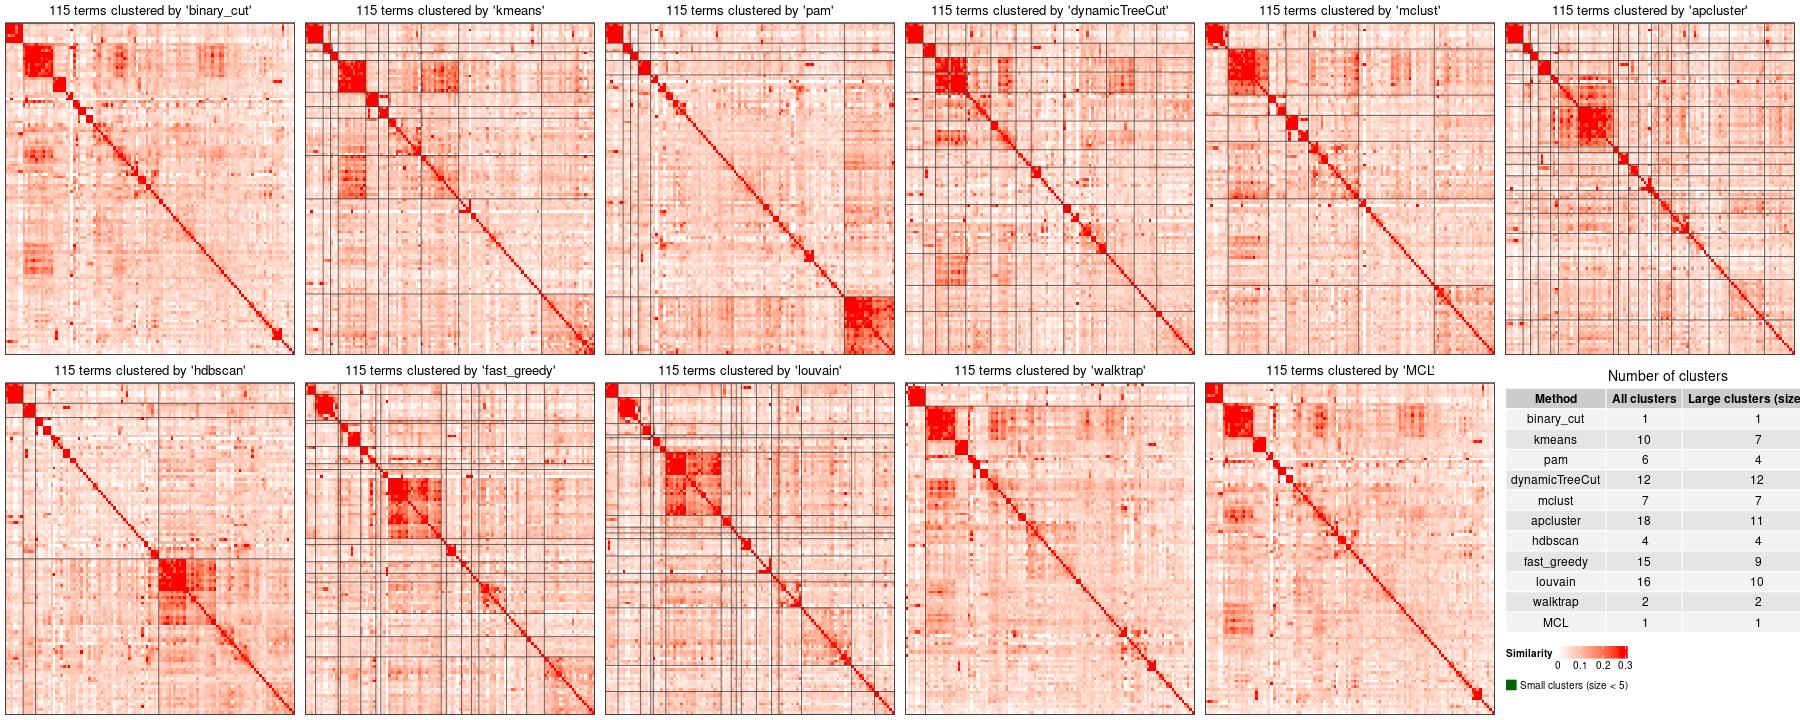 115 terms clustered by 'binary_cut'
115 terms clustered by 'kmeans'
115 terms clustered by 'pam'
115 terms clustered by 'dynamicTreeCut'
115 terms clustered by 'mclust'
115 terms clustered by 'apcluster'
115 terms clustered by 'hdbscan'
115 terms clustered by 'fast_greedy'
115 terms clustered by 'louvain'
115 terms clustered by 'walktrap'
115 terms clustered by 'MCL'
Number of clusters
Method All clusters Large clusters (size
binary_cut 1 1
kmeans 10 7
pam 6 4
dynamicTreeCut 12 12
mclust 7 7
apcluster 18 11
hdbscan 4 4
fast_greedy 15 9
louvain 16 10
walktrap 2 2
MCL 1 1
Similarity
0 0.1 0.2 0.3
Small clusters (size < 5)